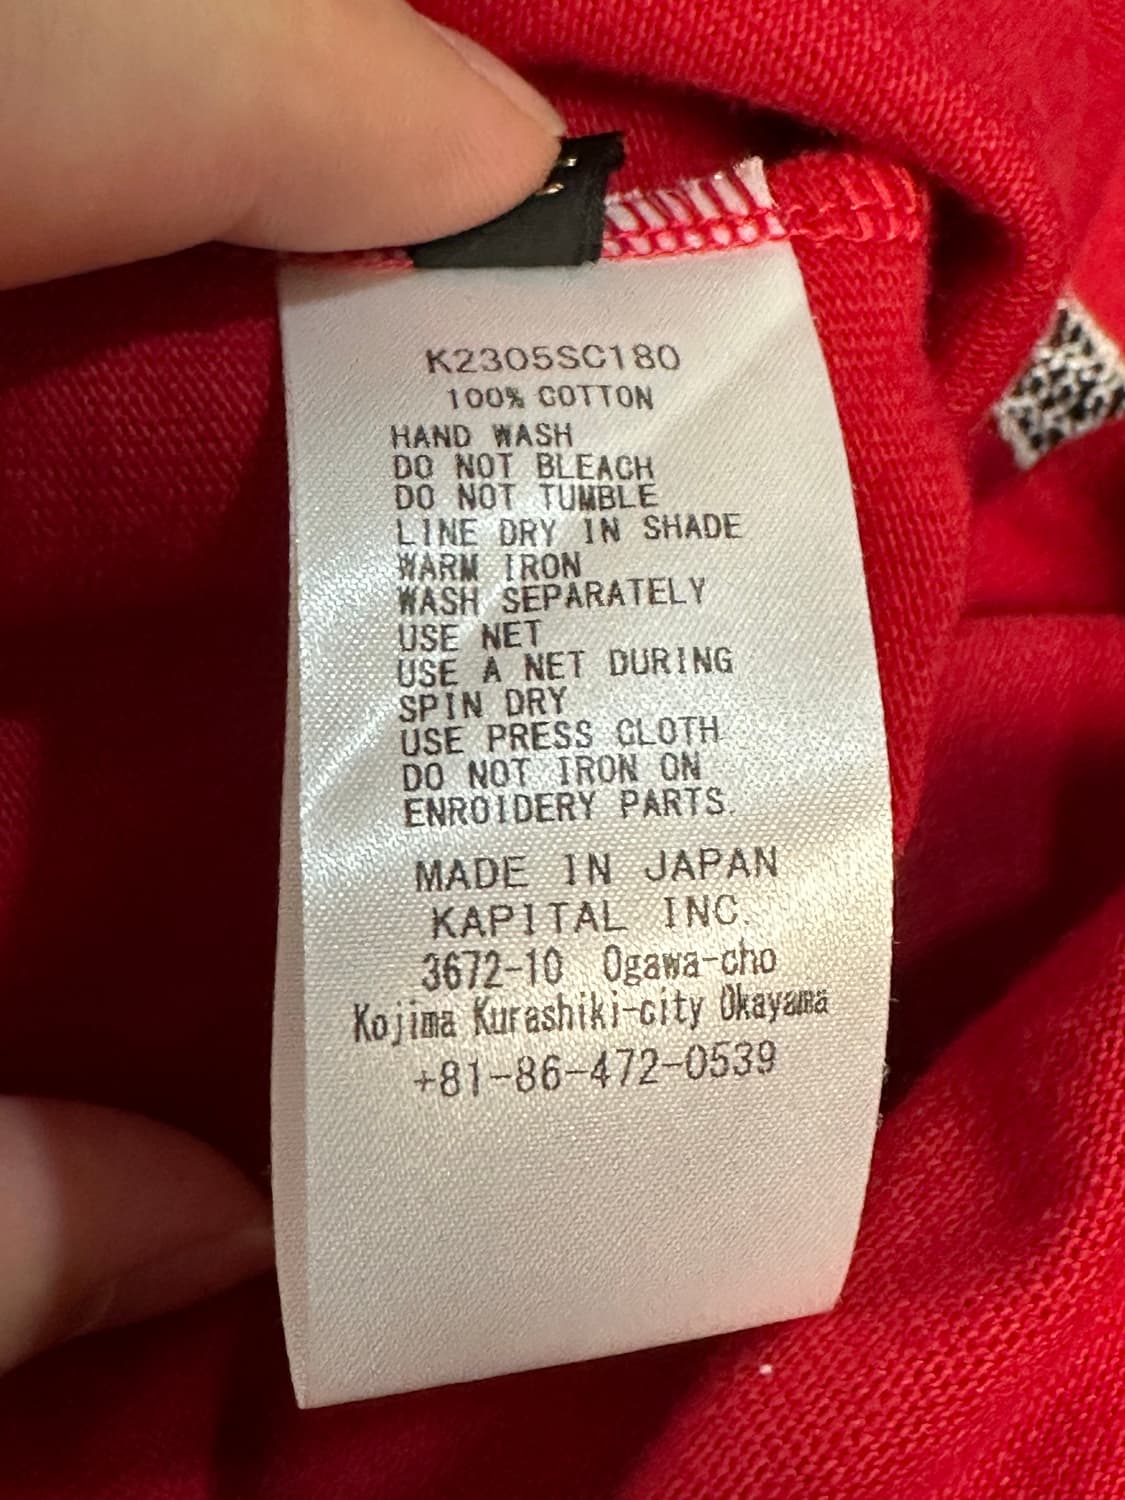 K2305SC180
100% COTTON
HAND WASH
DO NOT BLEACH
DO NOT TUMBLE
LINE DRY IN SHADE
WARM IRON
WASH SEPARATELY
USE NET
USE A NET DURING
SPIN DRY
USE PRESS CLOTH
DO NOT IRON ON
ENROIDERY PARTS.
MADE IN JAPAN
KAPITAL INC.
3672-10 Ogawa-cho
Kojima Kurashiki-city Okayama
+81-86-472-0539